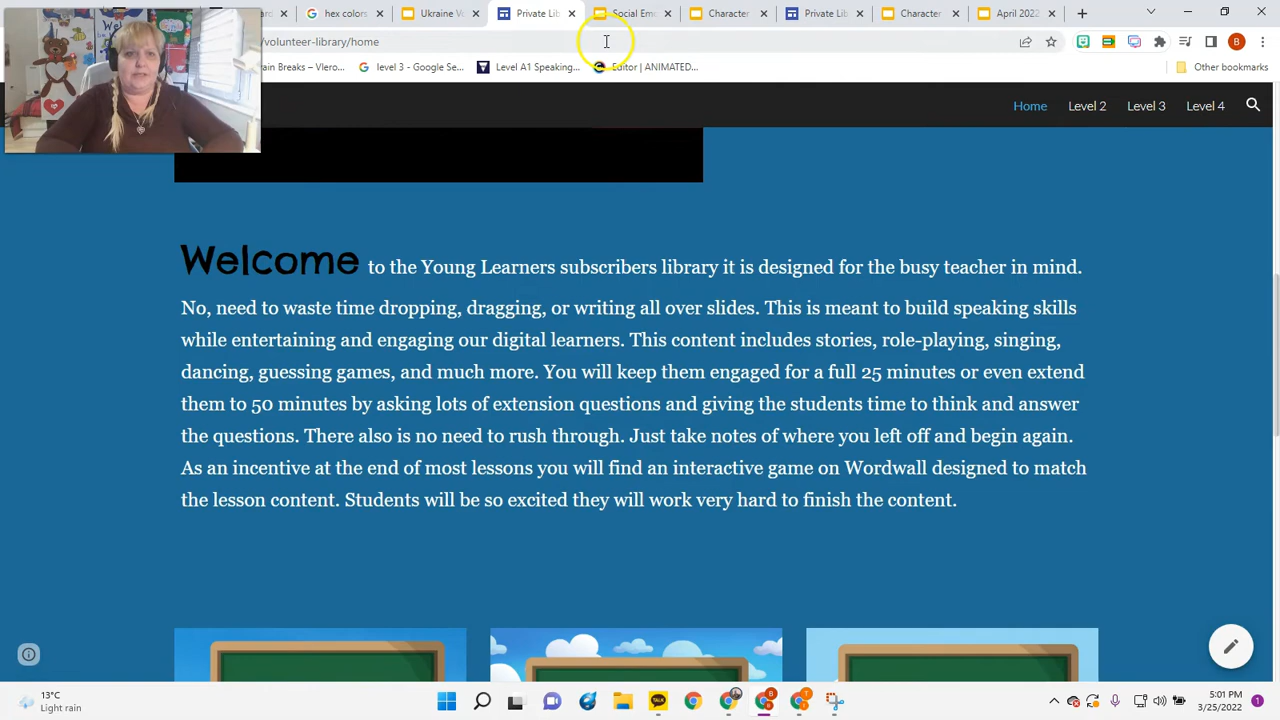 hex colors
Ukraine V
Private Lib
Social Em
Character
Private Li
Character
April 2022
/volunteer-library/home
ain Breaks – Vlero...
level 3 - Google Se...
Level A1 Speaking...
Editor | ANIMATED...
Other bookmarks
Home
Level 2
Level 3
Level 4
Welcome to the Young Learners subscribers library it is designed for the busy teacher in mind.
No, need to waste time dropping, dragging, or writing all over slides. This is meant to build speaking skills
while entertaining and engaging our digital learners. This content includes stories, role-playing, singing,
dancing, guessing games, and much more. You will keep them engaged for a full 25 minutes or even extend
them to 50 minutes by asking lots of extension questions and giving the students time to think and answer
the questions. There also is no need to rush through. Just take notes of where you left off and begin again.
As an incentive at the end of most lessons you will find an interactive game on Wordwall designed to match
the lesson content. Students will be so excited they will work very hard to finish the content.
13°C
Light rain
5:01 PM
3/25/2022